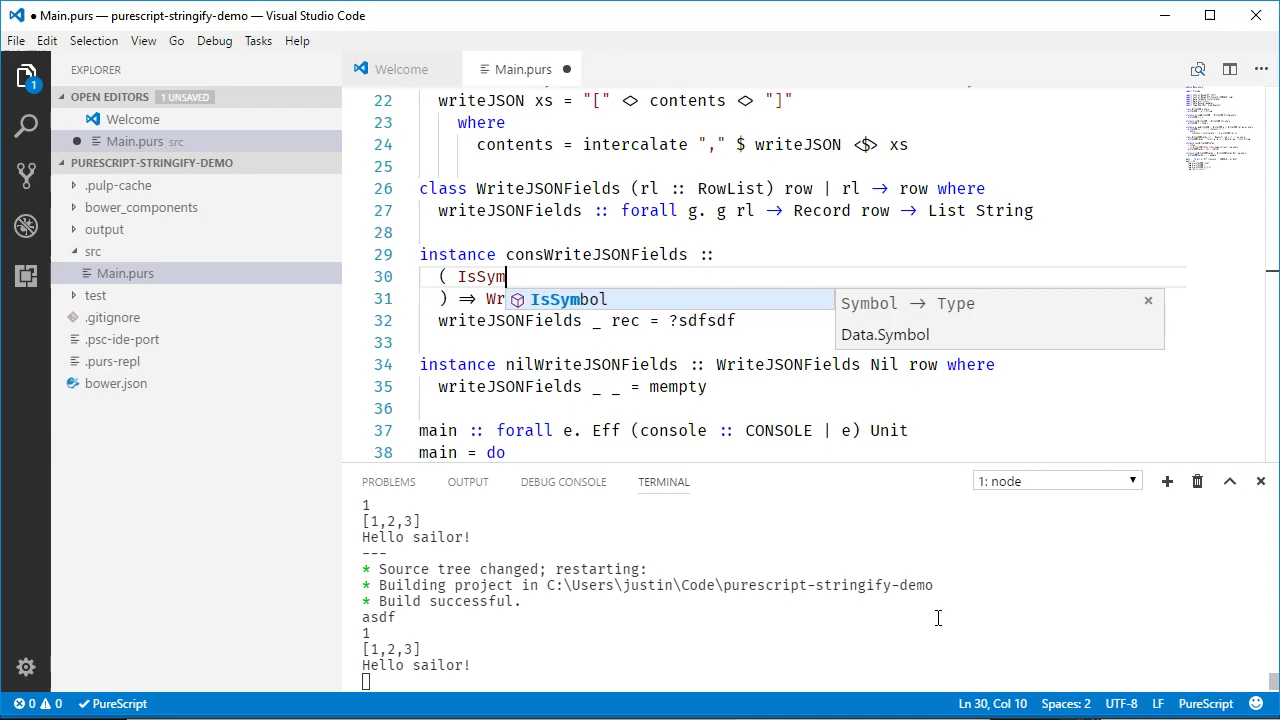 ● Main.purs — purescript-stringify-demo — Visual Studio Code
File Edit Selection View Go Debug Tasks Help
EXPLORER
1
OPEN EDITORS 1 UNSAVED
Welcome
Main.purs src
PURESCRIPT-STRINGIFY-DEMO
.pulp-cache
bower_components
output
src
Main.purs
test
.gitignore
.psc-ide-port
.purs-repl
bower.json
Welcome Main.purs
22 writeJSON xs = "[" <> contents <> "]"
23 where
24 contents = intercalate "," $ writeJSON <$> xs
25
26 class WriteJSONFields (rl :: RowList) row | rl -> row where
27 writeJSONFields :: forall g. g rl -> Record row -> List String
28
29 instance consWriteJSONFields ::
30 ( IsSym
31 ) => Wr
32 writeJSONFields _ rec = ?sdfsdf
33
34 instance nilWriteJSONFields :: WriteJSONFields Nil row where
35 writeJSONFields _ _ = mempty
36
37 main :: forall e. Eff (console :: CONSOLE | e) Unit
38 main = do
IsSymbol
Symbol -> Type ×
Data.Symbol
PROBLEMS OUTPUT DEBUG CONSOLE TERMINAL 1: node
1
[1,2,3]
Hello sailor!
---
* Source tree changed; restarting:
* Building project in C:\Users\justin\Code\purescript-stringify-demo
* Build successful.
asdf
1
[1,2,3]
Hello sailor!
0 0 PureScript Ln 30, Col 10 Spaces: 2 UTF-8 LF PureScript